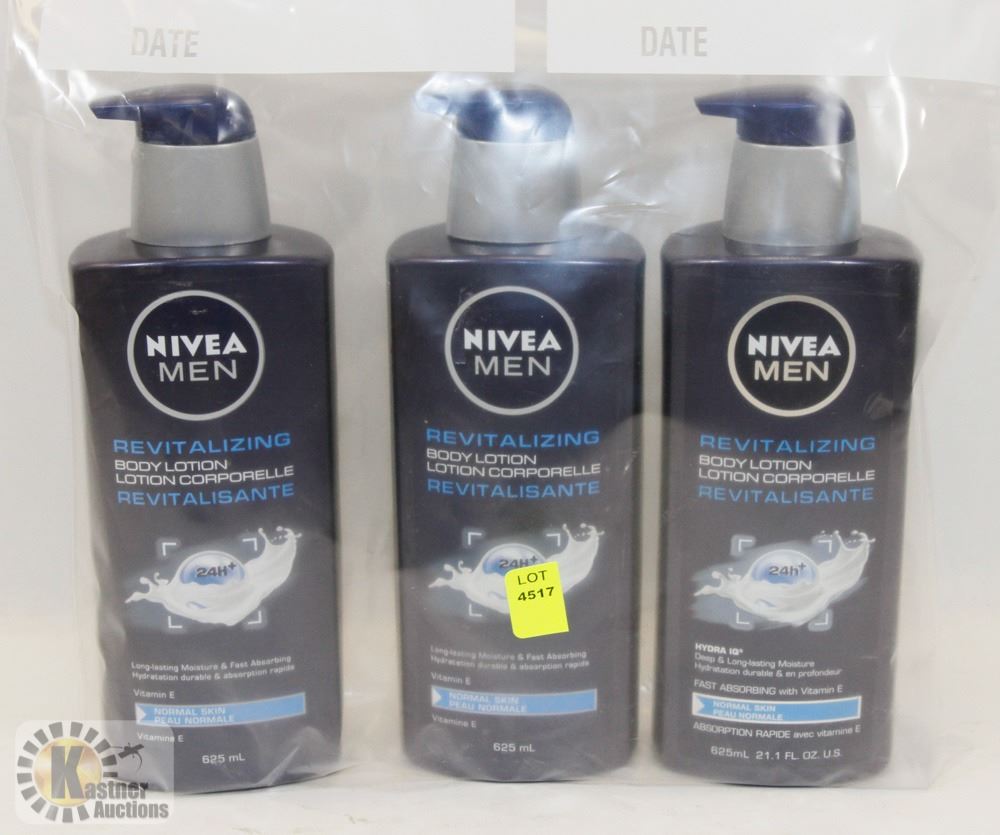 DATE
DATE
NIVEA
MEN
REVITALIZING
BODY LOTION
LOTION CORPORELLE
REVITALISANTE
24H+
Long-lasting Moisture & Fast Absorbing
Hydratation durable & absorption rapide
Vitamin E
NORMAL SKIN
PEAU NORMALE
Vitamine E
625 mL
NIVEA
MEN
REVITALIZING
BODY LOTION
LOTION CORPORELLE
REVITALISANTE
24H+
LOT
4517
Long-lasting Moisture & Fast Absorbing
Hydratation durable & absorption rapide
Vitamin E
NORMAL SKIN
PEAU NORMALE
Vitamine E
625 mL
NIVEA
MEN
REVITALIZING
BODY LOTION
LOTION CORPORELLE
REVITALISANTE
24h+
HYDRA IQ®
Deep & Long-lasting Moisture
Hydratation durable & en profondeur
FAST ABSORBING with Vitamin E
NORMAL SKIN
PEAU NORMALE
ABSORPTION RAPIDE avec vitamine E
625mL 21.1 FL. OZ. U.S.
Kastner
Auctions